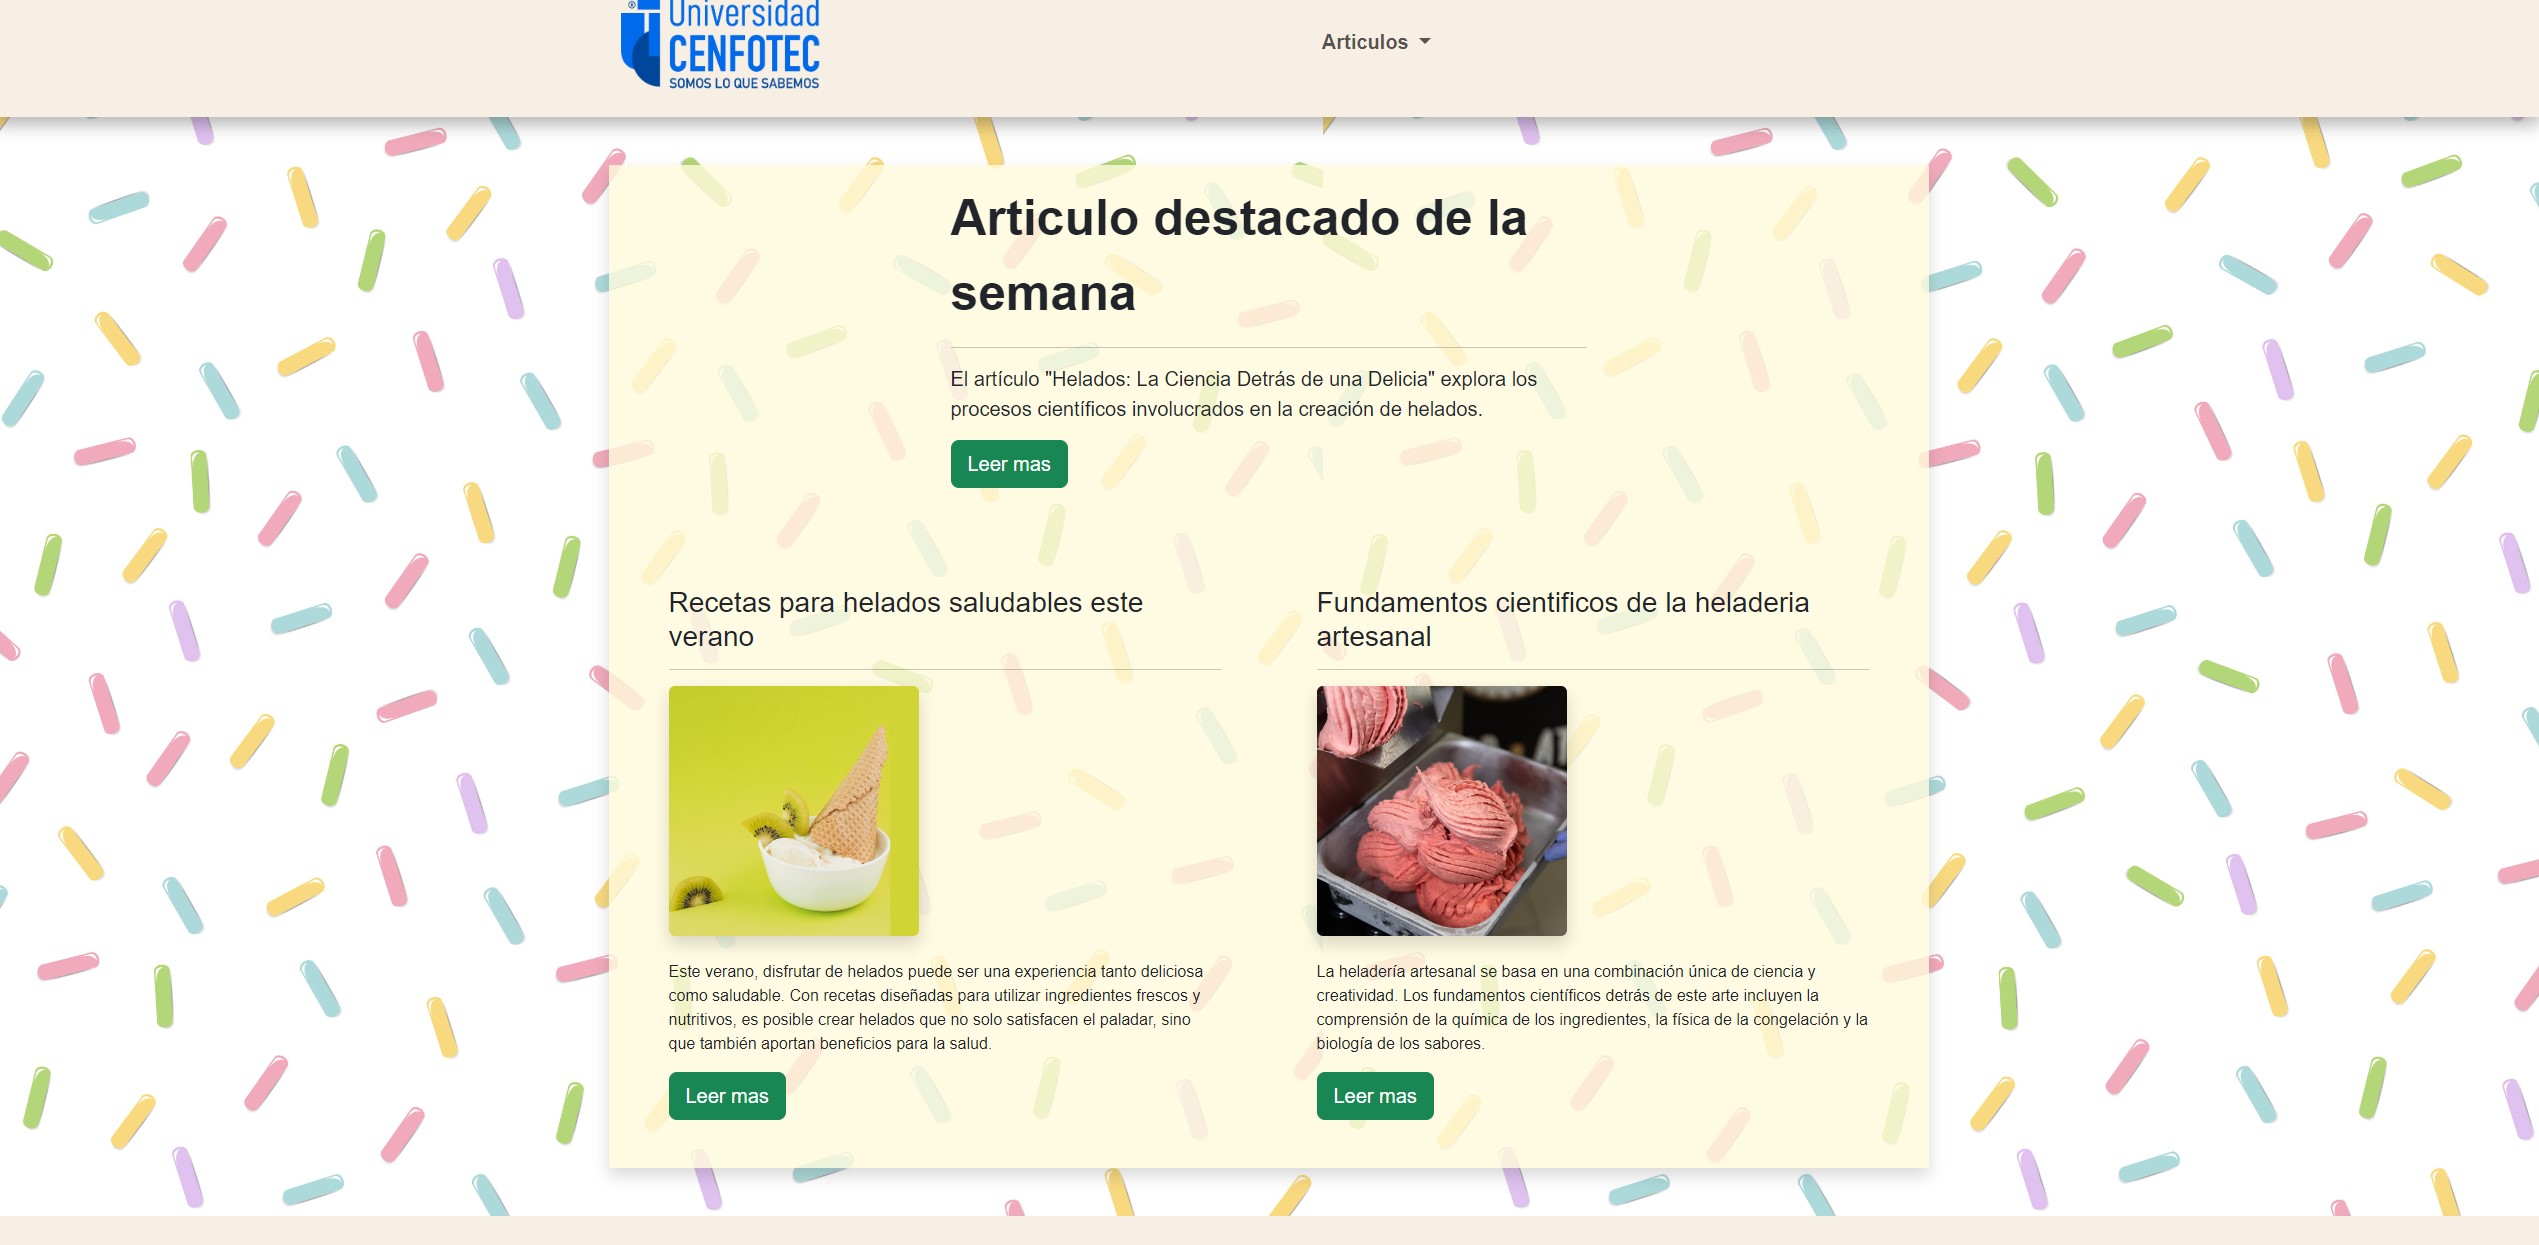 Universidad
CENFOTEC
SOMOS LO QUE SABEMOS
Articulos
Articulo destacado de la
semana
El artículo "Helados: La Ciencia Detrás de una Delicia" explora los
procesos científicos involucrados en la creación de helados.
Leer mas
Recetas para helados saludables este
verano
Este verano, disfrutar de helados puede ser una experiencia tanto deliciosa
como saludable. Con recetas diseñadas para utilizar ingredientes frescos y
nutritivos, es posible crear helados que no solo satisfacen el paladar, sino
que también aportan beneficios para la salud.
Leer mas
Fundamentos cientificos de la heladeria
artesanal
La heladería artesanal se basa en una combinación única de ciencia y
creatividad. Los fundamentos científicos detrás de este arte incluyen la
comprensión de la química de los ingredientes, la física de la congelación y la
biología de los sabores.
Leer mas